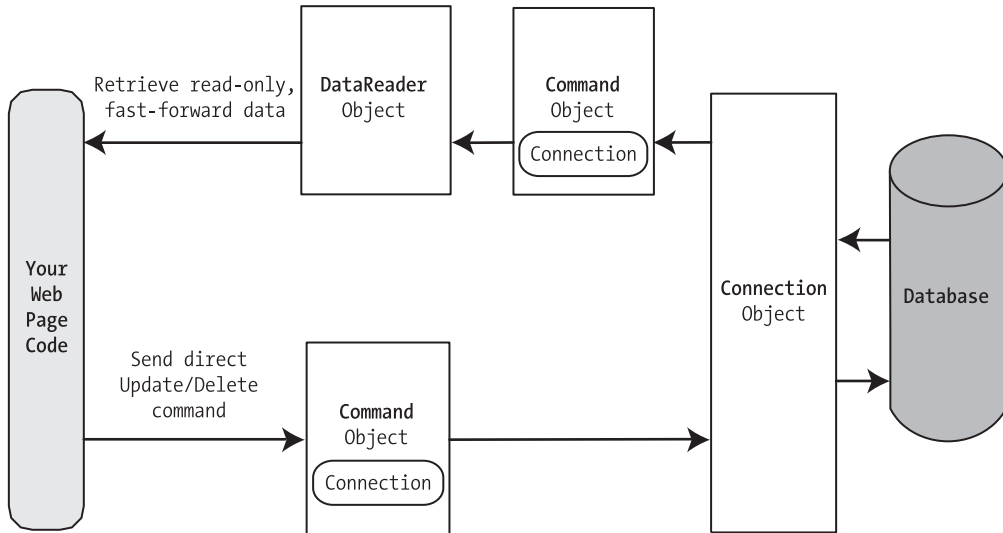 Retrieve read-only,
fast-forward data
DataReader
Object
Command
Object
Connection
Your
Web
Page
Code
Connection
Object
Database
Send direct
Update/Delete
command
Command
Object
Connection